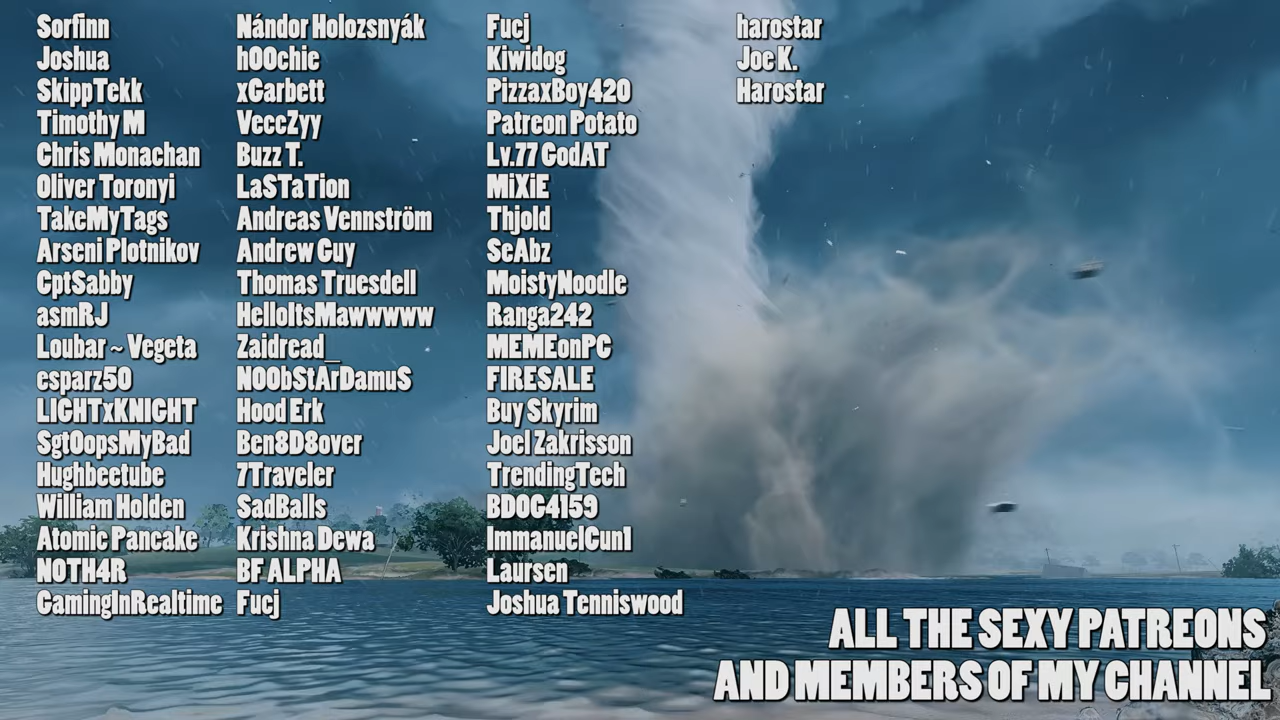 Sorfinn
Joshua
SkippTekk
Timothy M
Chris Monachan
Oliver Toronyi
TakeMyTags
Arseni Plotnikov
CptSabby
asmRJ
Loubar ~ Vegeta
esparz50
LIGHTxKNIGHT
SgtOopsMyBad
Hughbeetube
William Holden
Atomic Pancake
NOTH4R
GamingInRealtime
Nándor Holozsnyák
h00chie
xGarbett
VeccZyy
Buzz T.
LaSTaTion
Andreas Vennström
Andrew Guy
Thomas Truesdell
HelloItsMawwwww
Zaidread_
N00bStArDamuS
Hood Erk
Ben8D8over
7Traveler
SadBalls
Krishna Dewa
BF ALPHA
Fucj
Fucj
Kiwidog
PizzaxBoy420
Patreon Potato
Lv.77 GodAT
MiXiE
Thjold
SeAbz
MoistyNoodle
Ranga242
MEMEonPC
FIRESALE
Buy Skyrim
Joel Zakrisson
TrendingTech
BDOG4159
ImmanuelGun1
Laursen
Joshua Tenniswood
harostar
Joe K.
Harostar
ALL THE SEXY PATREONS
AND MEMBERS OF MY CHANNEL